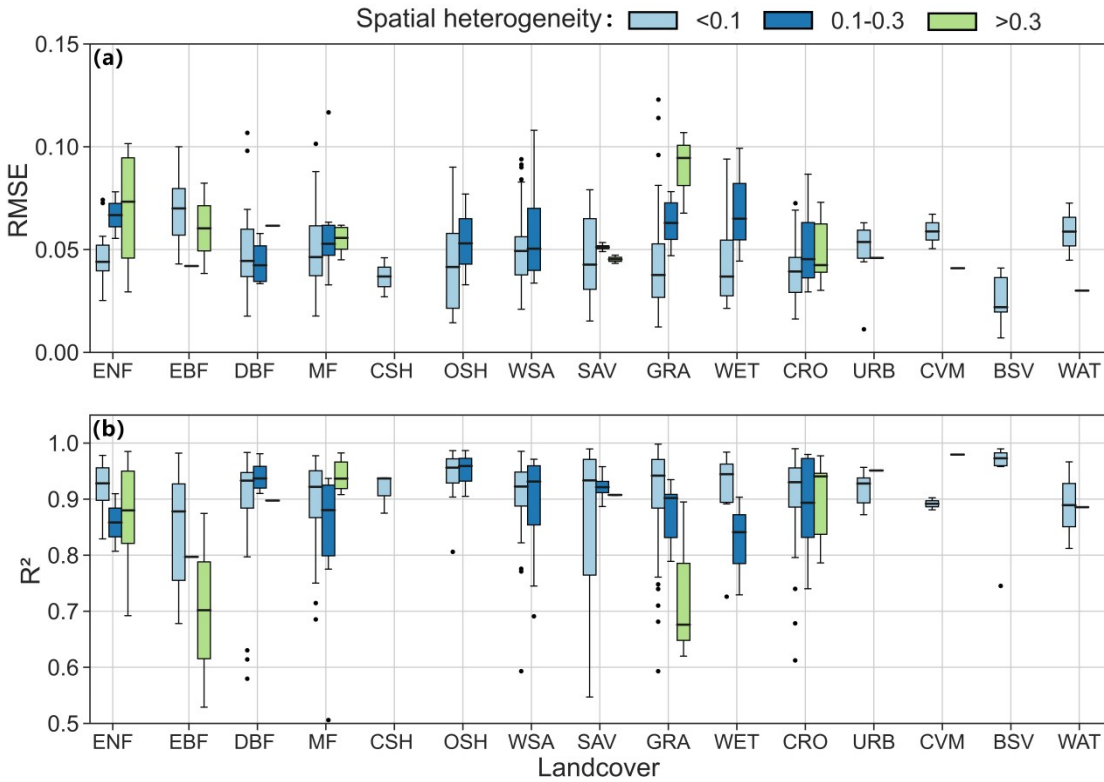 Spatial heterogeneity: <0.1 0.1-0.3 >0.3
(a)
RMSE
0.15
0.10
0.05
0.00
ENF EBF DBF MF CSH OSH WSA SAV GRA WET CRO URB CVM BSV WAT
(b)
R²
1.0
0.9
0.8
0.7
0.6
0.5
ENF EBF DBF MF CSH OSH WSA SAV GRA WET CRO URB CVM BSV WAT
Landcover